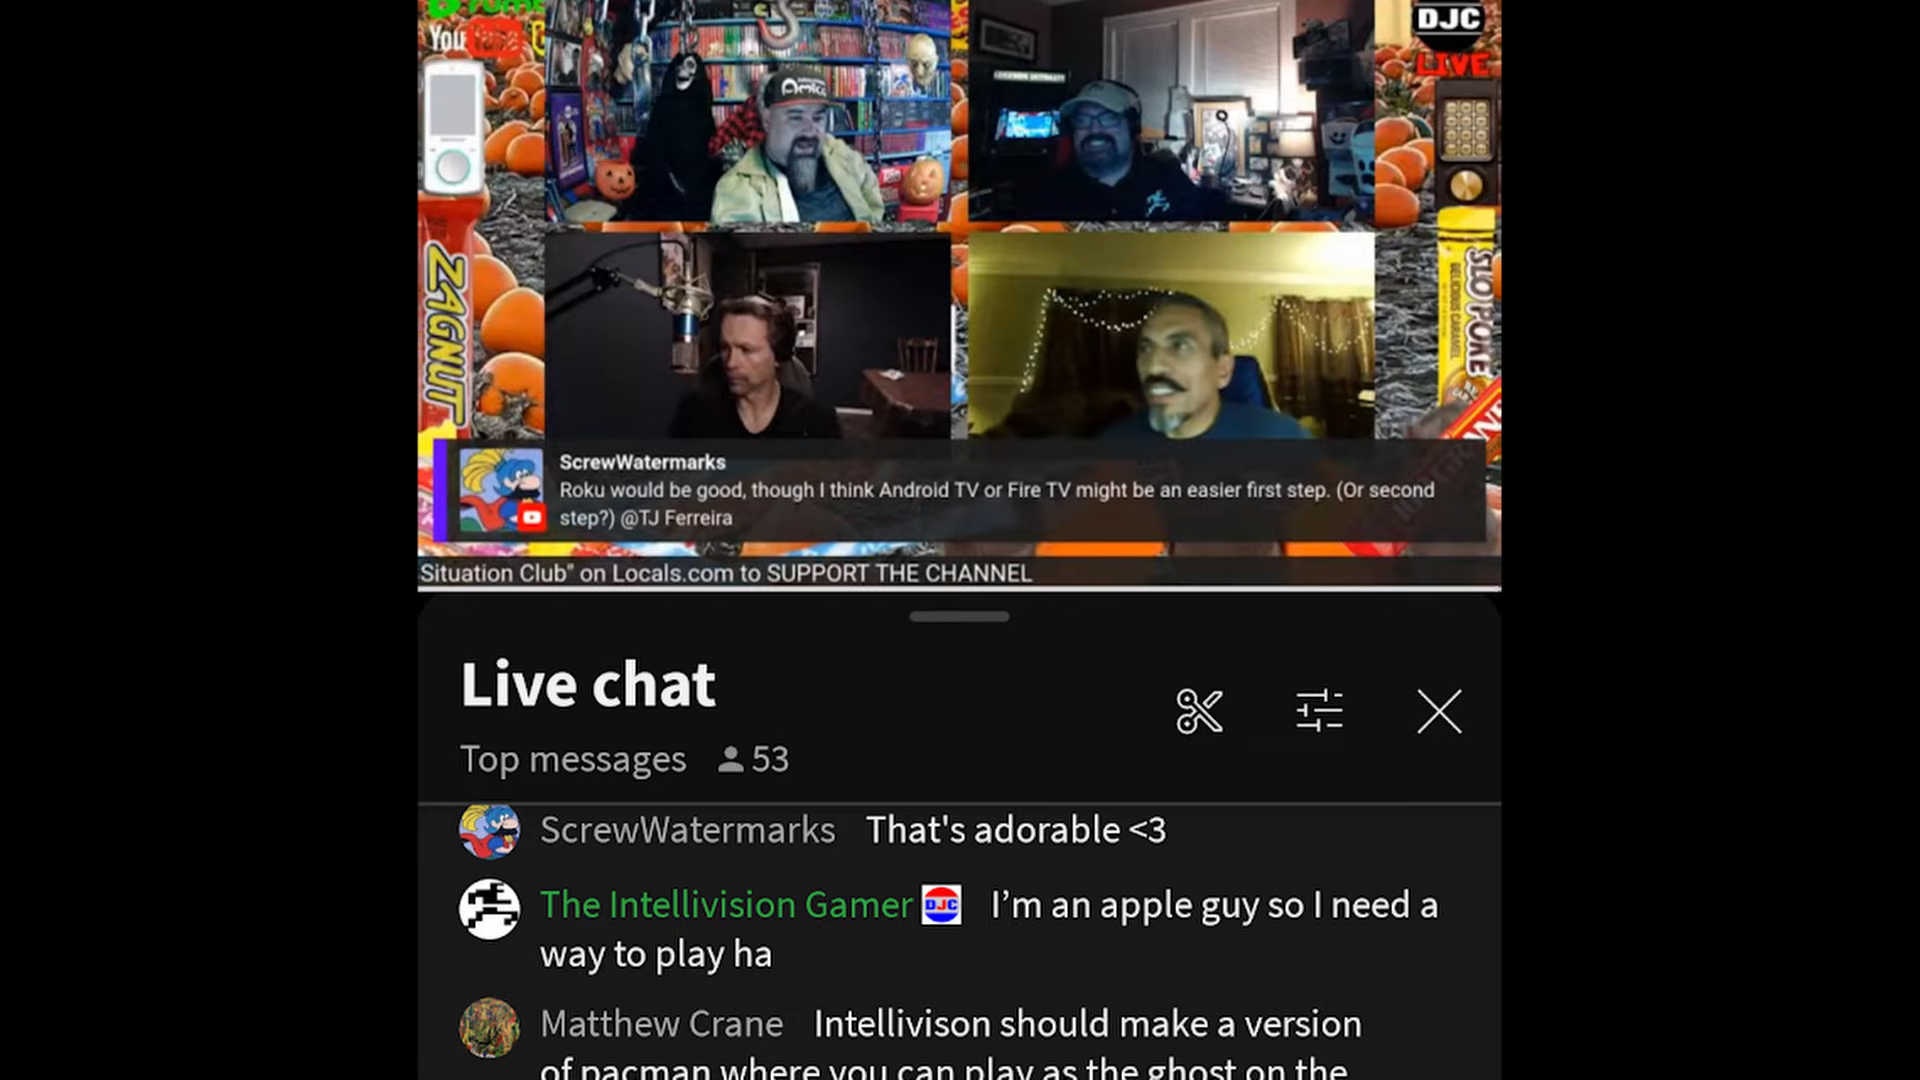 You
DJC
LIVE
Amico
ZAGNUT
SLO POKE
DELICIOUS CARAMEL
ScrewWatermarks
Roku would be good, though I think Android TV or Fire TV might be an easier first step. (Or second
step?) @TJ Ferreira
Situation Club" on Locals.com to SUPPORT THE CHANNEL
Live chat
Top messages 53
ScrewWatermarks That's adorable <3
The Intellivision Gamer DJC I’m an apple guy so I need a
way to play ha
Matthew Crane Intellivison should make a version
of pacman where you can play as the ghost on the